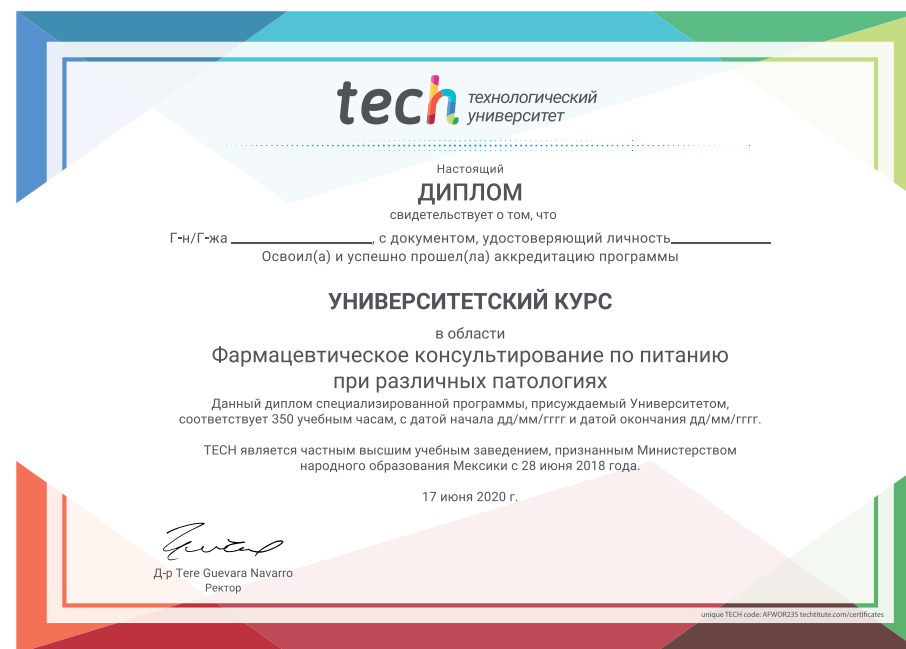 tech технологический
университет
Настоящий
ДИПЛОМ
свидетельствует о том, что
Г-н/Г-жа ____________________, с документом, удостоверяющий личность______________
Освоил(а) и успешно прошел(ла) аккредитацию программы
УНИВЕРСИТЕТСКИЙ КУРС
в области
Фармацевтическое консультирование по питанию
при различных патологиях
Данный диплом специализированной программы, присуждаемый Университетом,
соответствует 350 учебным часам, с датой начала дд/мм/гггг и датой окончания дд/мм/гггг.
TECH является частным высшим учебным заведением, признанным Министерством
народного образования Мексики с 28 июня 2018 года.
17 июня 2020 г.
Д-р Tere Guevara Navarro
Ректор
unique TECH code: AFWOR23S techtitute.com/certificates